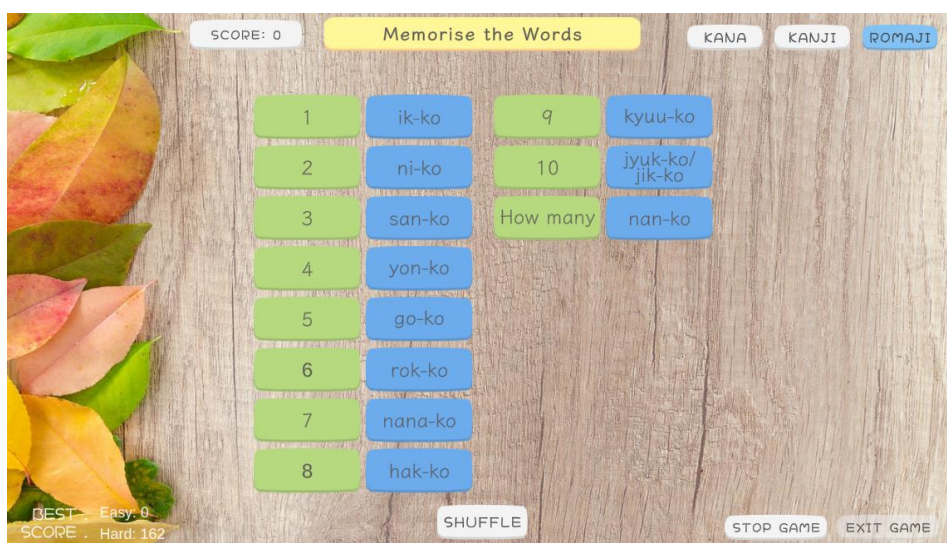 SCORE: 0
Memorise the Words
KANA
KANJI
ROMAJI
1 ik-ko
2 ni-ko
3 san-ko
4 yon-ko
5 go-ko
6 rok-ko
7 nana-ko
8 hak-ko
9 kyuu-ko
10 jyuk-ko/
jik-ko
How many nan-ko
BEST Easy: 0
SCORE : Hard: 162
SHUFFLE
STOP GAME
EXIT GAME